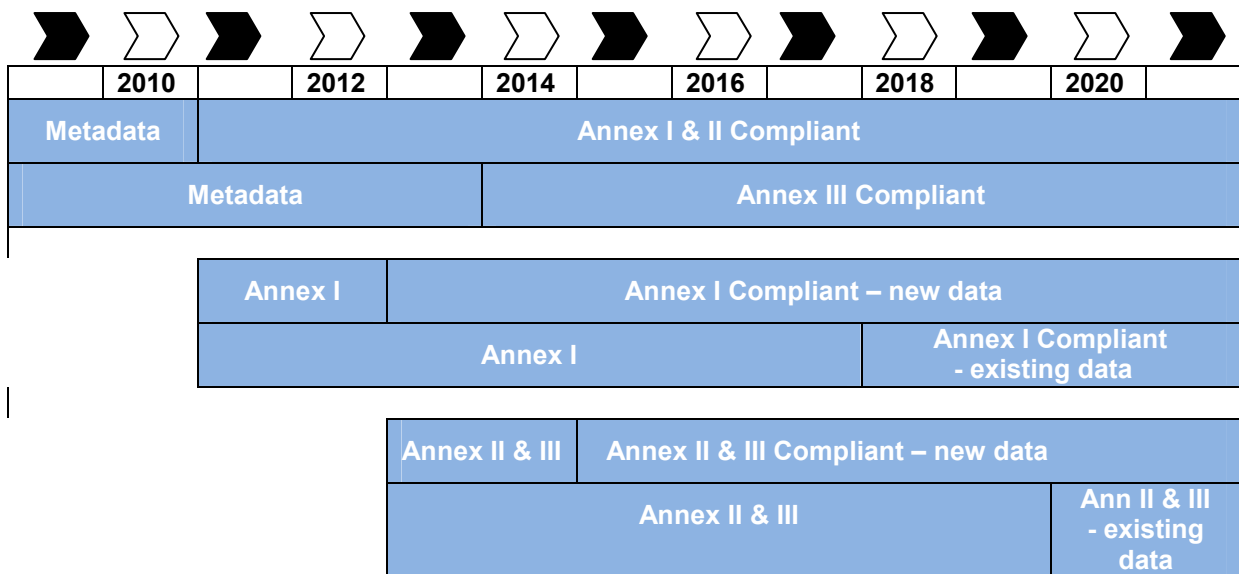 2010 2012 2014 2016 2018 2020
Metadata Annex I & II Compliant
Metadata Annex III Compliant
Annex I Annex I Compliant – new data
Annex I Annex I Compliant
- existing data
Annex II & III Annex II & III Compliant – new data
Annex II & III Ann II & III
- existing
data